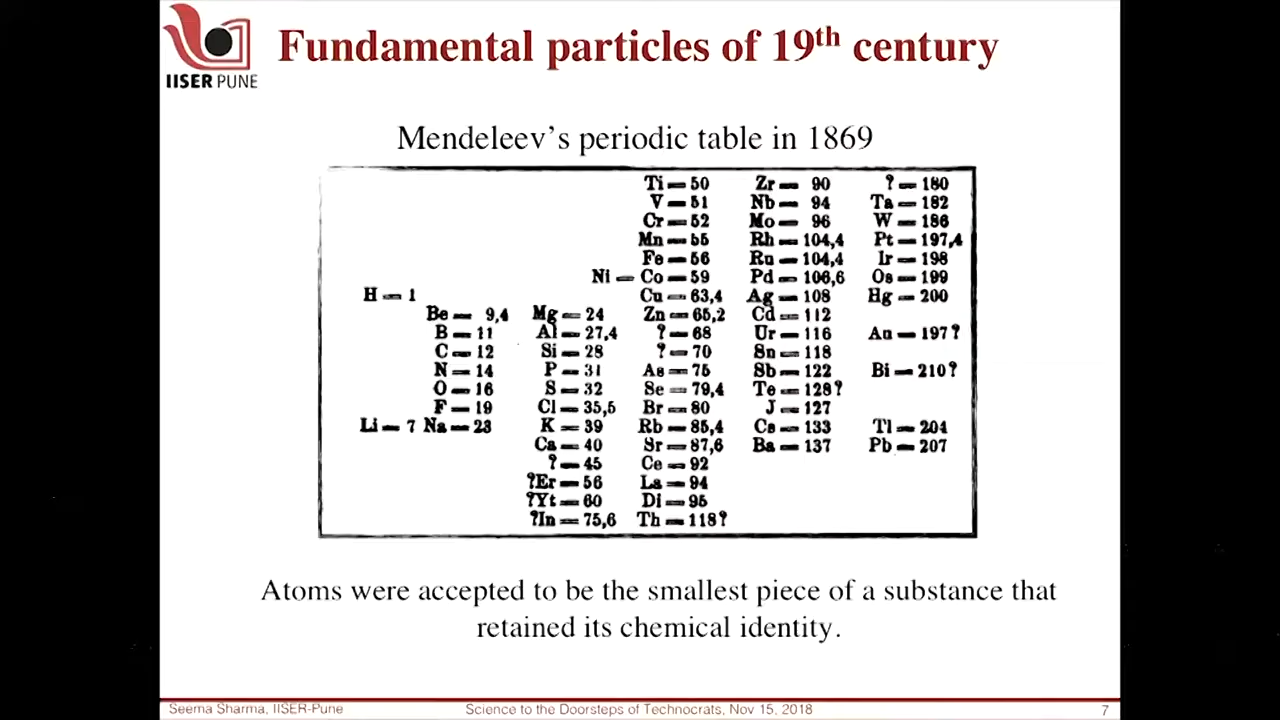 IISER PUNE
Fundamental particles of 19th century
Mendeleev's periodic table in 1869
Ti = 50 Zr = 90 ? = 180
V = 51 Nb = 94 Ta = 182
Cr = 52 Mo = 96 W = 186
Mn = 55 Rh = 104,4 Pt = 197,4
Fe = 56 Ru = 104,4 Ir = 198
Ni = Co = 59 Pd = 106,6 Os = 199
H = 1 Cu = 63,4 Ag = 108 Hg = 200
Be = 9,4 Mg = 24 Zn = 65,2 Cd = 112
B = 11 Al = 27,4 ? = 68 Ur = 116 Au = 197?
C = 12 Si = 28 ? = 70 Sn = 118
N = 14 P = 31 As = 75 Sb = 122 Bi = 210?
O = 16 S = 32 Se = 79,4 Te = 128?
F = 19 Cl = 35,5 Br = 80 J = 127
Li = 7 Na = 23 K = 39 Rb = 85,4 Cs = 133 Tl = 204
Ca = 40 Sr = 87,6 Ba = 137 Pb = 207
? = 45 Ce = 92
?Er = 56 La = 94
?Yt = 60 Di = 95
?In = 75,6 Th = 118?
Atoms were accepted to be the smallest piece of a substance that
retained its chemical identity.
Seema Sharma, IISER-Pune Science to the Doorsteps of Technocrats, Nov 15, 2018 7